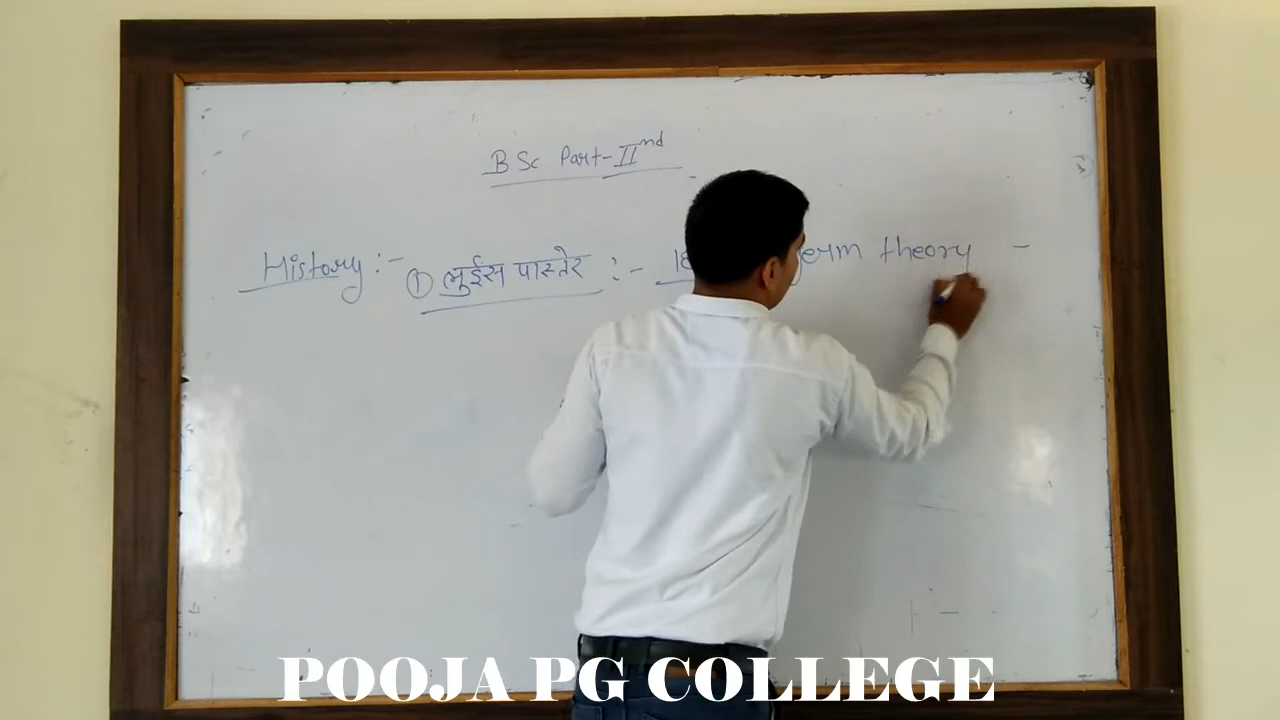 BSc Part-IInd
History :- ① लुईस पास्तेर :- 18 germ theory -
POOJA PG COLLEGE